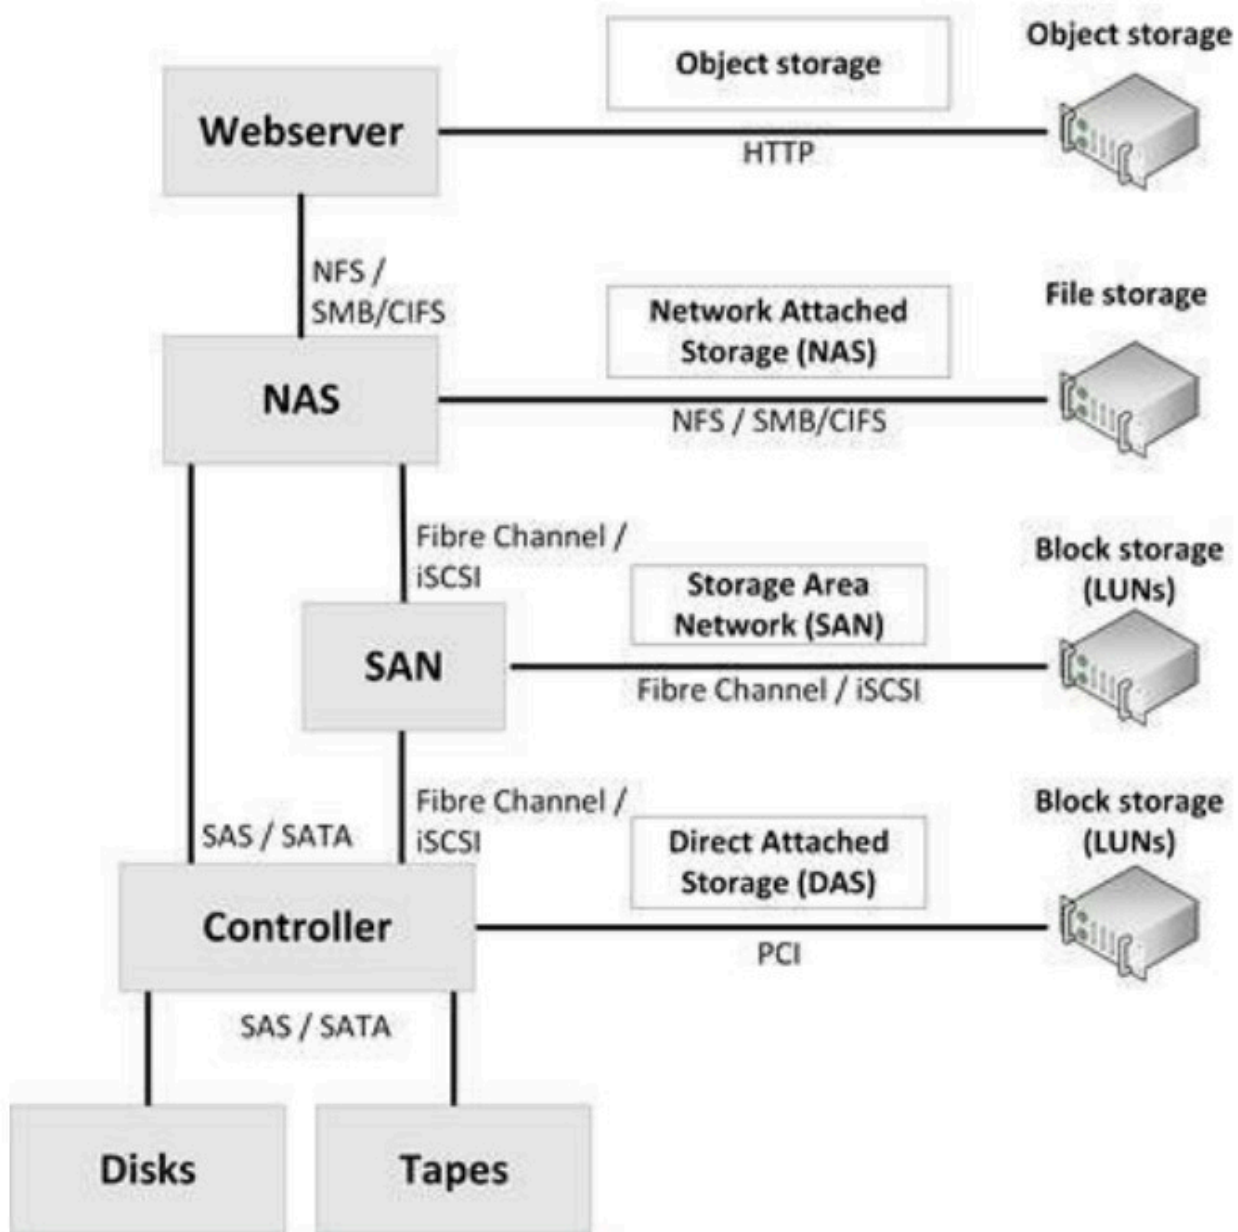 Object storage
Object storage
Webserver
HTTP
NFS /
SMB/CIFS
Network Attached
Storage (NAS)
File storage
NAS
NFS / SMB/CIFS
Fibre Channel /
iSCSI
Storage Area
Network (SAN)
Block storage
(LUNs)
SAN
Fibre Channel / iSCSI
SAS / SATA
Fibre Channel /
iSCSI
Direct Attached
Storage (DAS)
Block storage
(LUNs)
Controller
PCI
SAS / SATA
Disks
Tapes